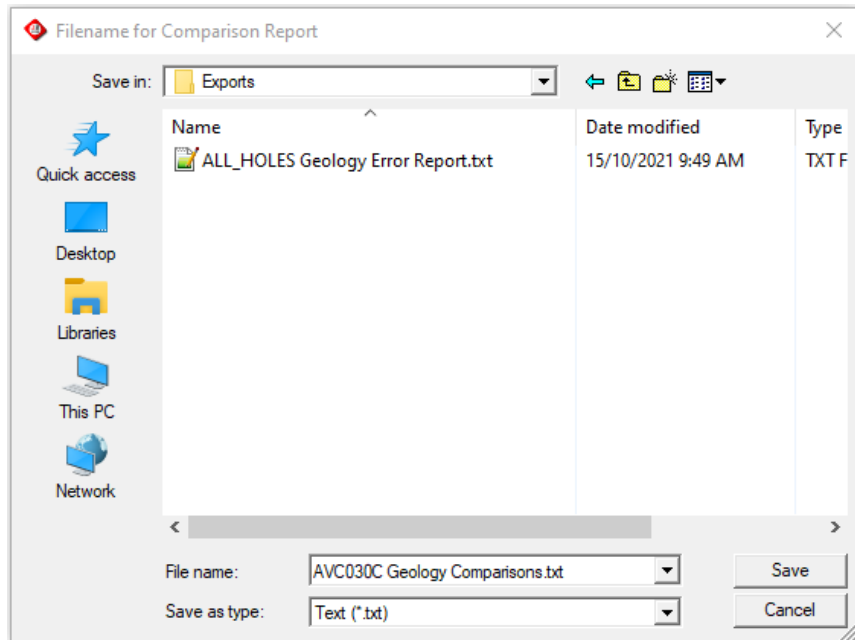 Filename for Comparison Report
Save in: Exports
Name Date modified Type
ALL_HOLES Geology Error Report.txt 15/10/2021 9:49 AM TXT F
Quick access
Desktop
Libraries
This PC
Network
File name: AVC030C Geology Comparisons.txt Save
Save as type: Text (*.txt) Cancel